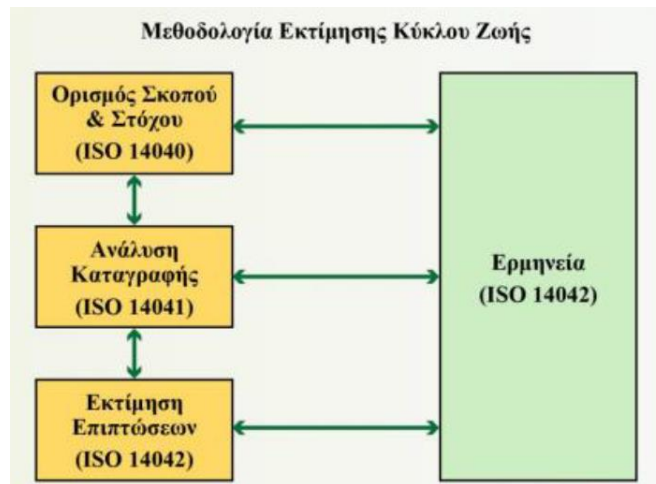 Μεθοδολογία Εκτίμησης Κύκλου Ζωής
Ορισμός Σκοπού
& Στόχου
(ISO 14040)
Ανάλυση
Καταγραφής
(ISO 14041)
Εκτίμηση
Επιπτώσεων
(ISO 14042)
Ερμηνεία
(ISO 14042)